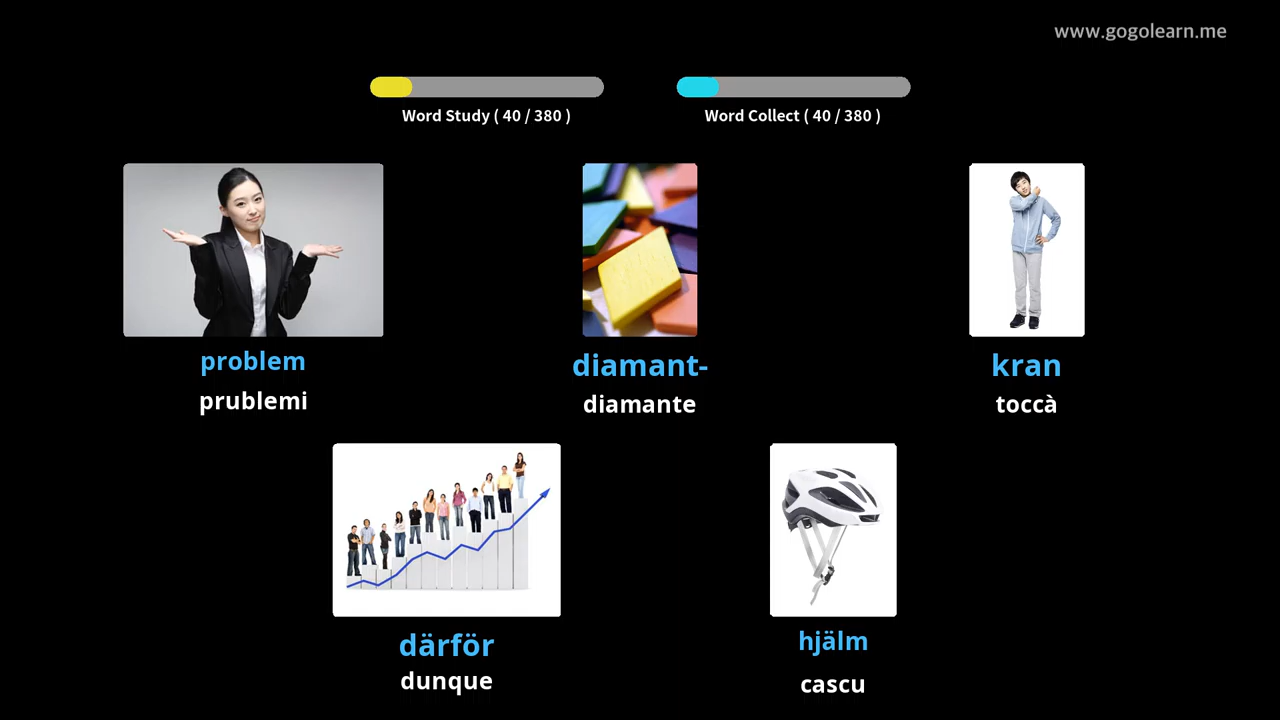 www.gogolearn.me
Word Study ( 40 / 380 )
Word Collect ( 40 / 380 )
problem
prublemi
diamant-
diamante
kran
toccà
därför
dunque
hjälm
cascu